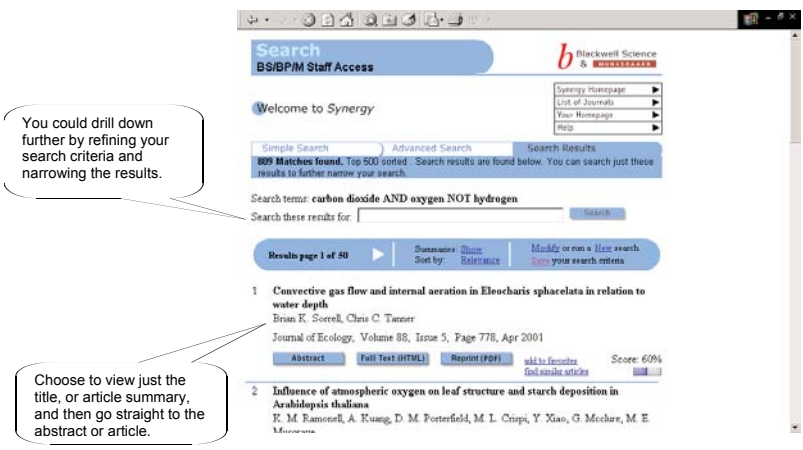 Search
BS/BP/M Staff Access
b Blackwell Science
&
Welcome to Synergy
Synergy Homepage
List of Journals
Your Homepage
Help
You could drill down
further by refining your
search criteria and
narrowing the results.
Simple Search
Advanced Search
Search Results
809 Matches found. Top 500 sorted . Search results are found below. You can search just these
results to further narrow your search.
Search terms: carbon dioxide AND oxygen NOT hydrogen
Search these results for:
Search
Results page 1 of 50
Summaries: Show
Sort by: Relevance
Modify or run a New search
Save your search criteria
1 Convective gas flow and internal aeration in Eleocharis sphacelata in relation to
water depth
Brian K. Sorrell, Chris C. Tanner
Journal of Ecology, Volume 88, Issue 5, Page 778, Apr 2001
Abstract
Full Text (HTML)
Reprint (PDF)
add to favorites
find similar articles
Score: 60%
Choose to view just the
title, or article summary,
and then go straight to the
abstract or article.
2 Influence of atmospheric oxygen on leaf structure and starch deposition in
Arabidopsis thaliana
K. M. Ramonell, A. Kuang, D. M. Porterfield, M. L. Crispi, Y. Xiao, G. Mcclure, M. E.